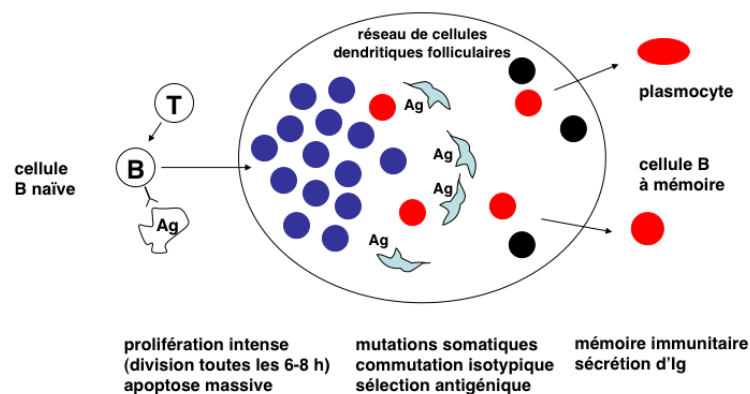 réseau de cellules
dendritiques folliculaires
T
Ag
plasmocyte
cellule
B naïve
B
Ag
Ag
cellule B
à mémoire
Ag
Ag
prolifération intense
(division toutes les 6-8 h)
apoptose massive
mutations somatiques
commutation isotypique
sélection antigénique
mémoire immunitaire
sécrétion d'Ig